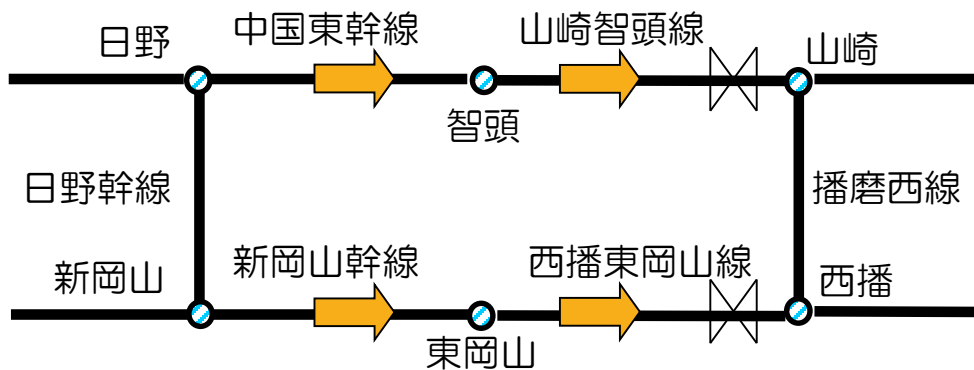 日野
中国東幹線
山崎智頭線
山崎
智頭
日野幹線
播磨西線
新岡山
新岡山幹線
西播東岡山線
西播
東岡山